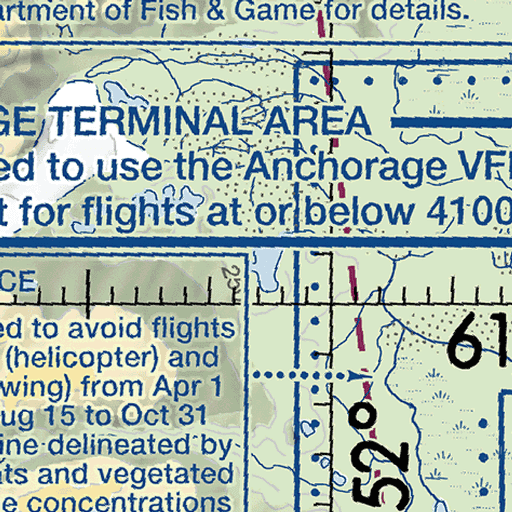 artment of Fish & Game for details.
GE TERMINAL AREA
ed to use the Anchorage VF
t for flights at or below 4100
CE
ed to avoid flights
(helicopter) and
wing) from Apr 1
ug 15 to Oct 31
ine delineated by
ats and vegetated
e concentrations
61
52°